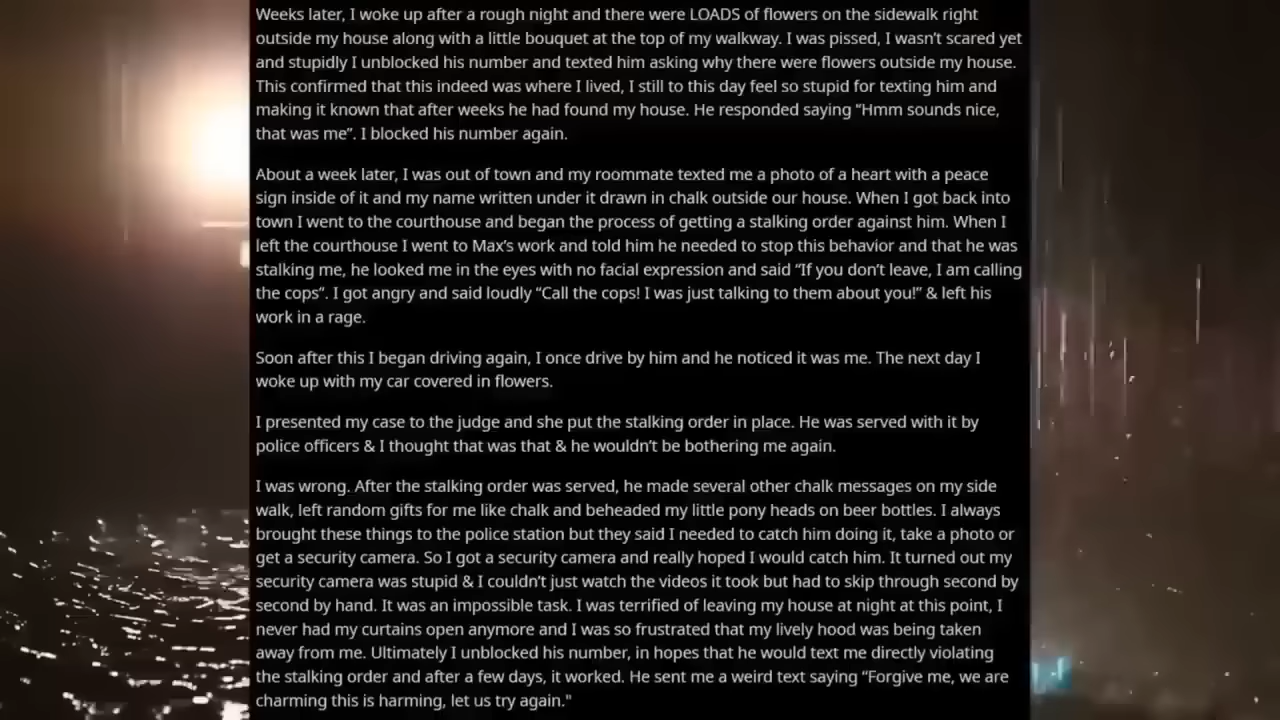 Weeks later, I woke up after a rough night and there were LOADS of flowers on the sidewalk right
outside my house along with a little bouquet at the top of my walkway. I was pissed, I wasn't scared yet
and stupidly I unblocked his number and texted him asking why there were flowers outside my house.
This confirmed that this indeed was where I lived, I still to this day feel so stupid for texting him and
making it known that after weeks he had found my house. He responded saying “Hmm sounds nice,
that was me”. I blocked his number again.
About a week later, I was out of town and my roommate texted me a photo of a heart with a peace
sign inside of it and my name written under it drawn in chalk outside our house. When I got back into
town I went to the courthouse and began the process of getting a stalking order against him. When I
left the courthouse I went to Max’s work and told him he needed to stop this behavior and that he was
stalking me, he looked me in the eyes with no facial expression and said “If you don’t leave, I am calling
the cops”. I got angry and said loudly “Call the cops! I was just talking to them about you!” & left his
work in a rage.
Soon after this I began driving again, I once drive by him and he noticed it was me. The next day I
woke up with my car covered in flowers.
I presented my case to the judge and she put the stalking order in place. He was served with it by
police officers & I thought that was that & he wouldn’t be bothering me again.
I was wrong. After the stalking order was served, he made several other chalk messages on my side
walk, left random gifts for me like chalk and beheaded my little pony heads on beer bottles. I always
brought these things to the police station but they said I needed to catch him doing it, take a photo or
get a security camera. So I got a security camera and really hoped I would catch him. It turned out my
security camera was stupid & I couldn’t just watch the videos it took but had to skip through second by
second by hand. It was an impossible task. I was terrified of leaving my house at night at this point, I
never had my curtains open anymore and I was so frustrated that my lively hood was being taken
away from me. Ultimately I unblocked his number, in hopes that he would text me directly violating
the stalking order and after a few days, it worked. He sent me a weird text saying “Forgive me, we are
charming this is harming, let us try again."